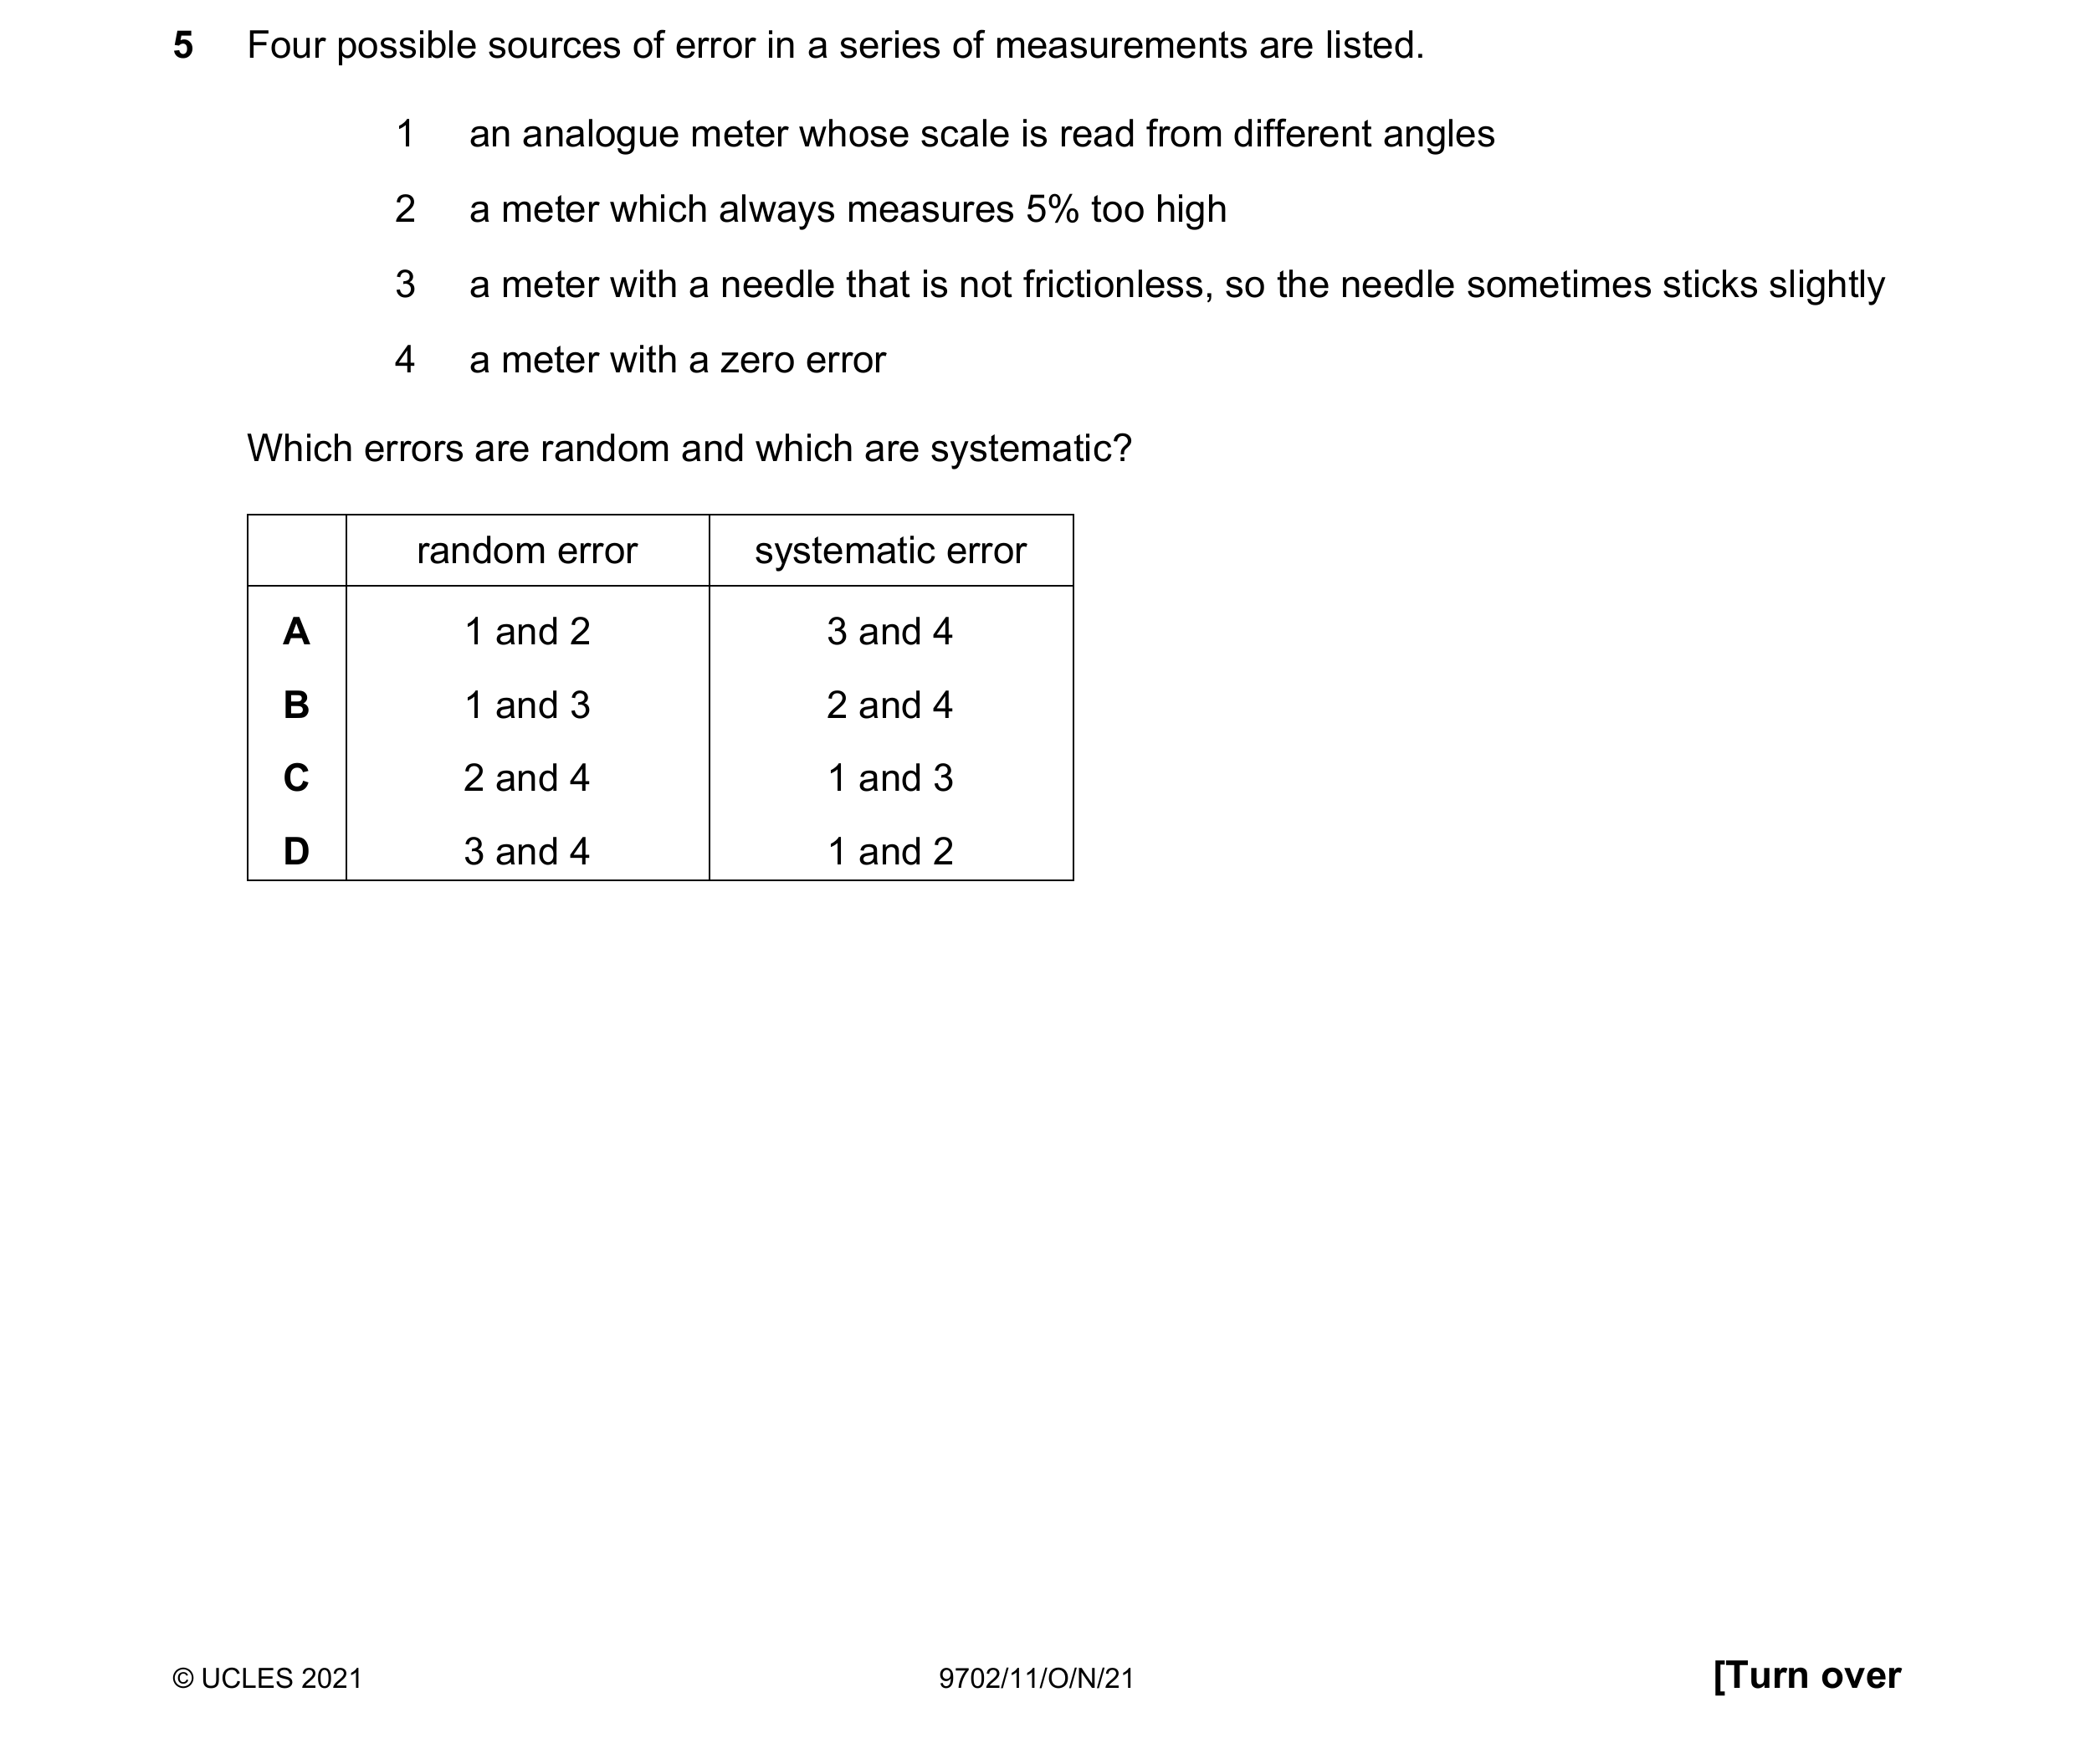 5 Four possible sources of error in a series of measurements are listed.
1 an analogue meter whose scale is read from different angles
2 a meter which always measures 5% too high
3 a meter with a needle that is not frictionless, so the needle sometimes sticks slightly
4 a meter with a zero error
Which errors are random and which are systematic?
random error systematic error
A 1 and 2 3 and 4
B 1 and 3 2 and 4
C 2 and 4 1 and 3
D 3 and 4 1 and 2
© UCLES 2021 9702/11/O/N/21 [Turn over